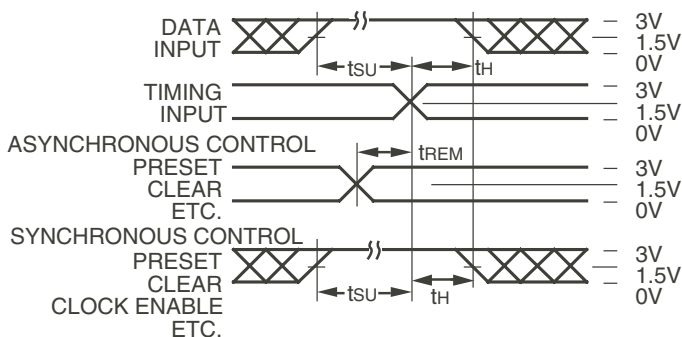 DATA
INPUT
tSU
tH
3V
1.5V
0V
TIMING
INPUT
3V
1.5V
0V
ASYNCHRONOUS CONTROL
PRESET
CLEAR
ETC.
tREM
3V
1.5V
0V
SYNCHRONOUS CONTROL
PRESET
CLEAR
CLOCK ENABLE
ETC.
tSU
tH
3V
1.5V
0V